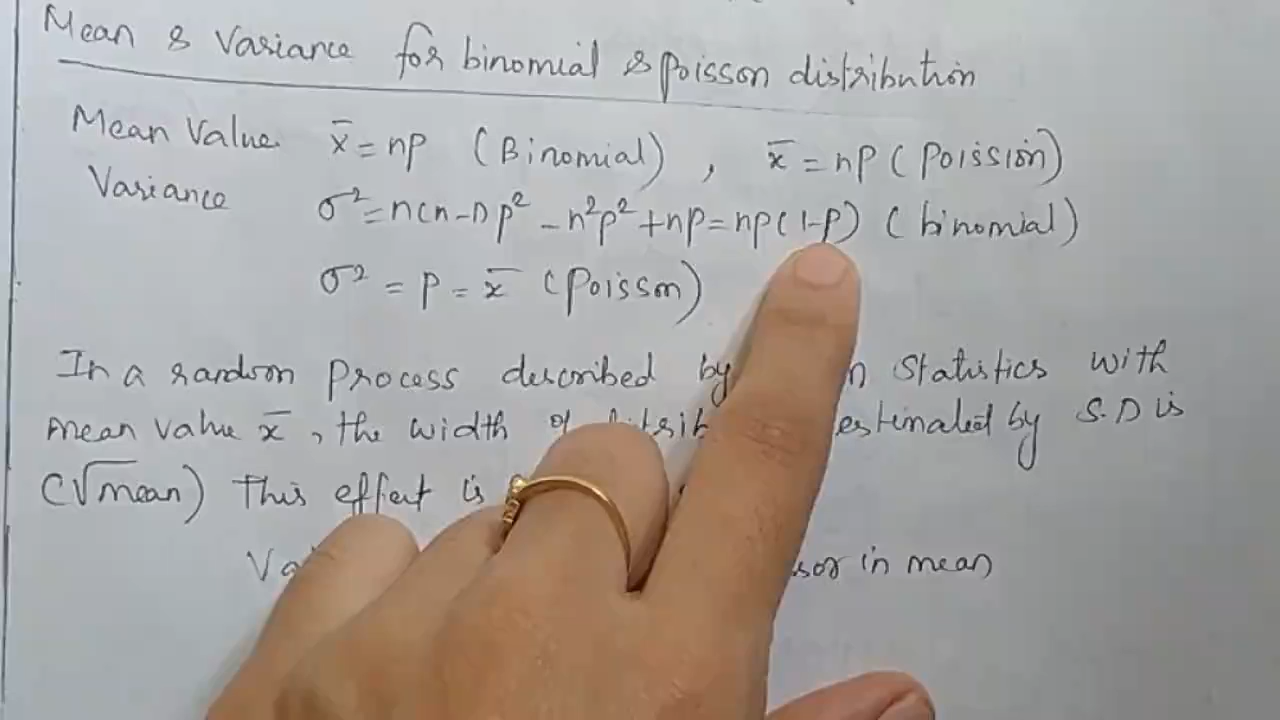 Mean & Variance for binomial & poisson distribution
Mean Value x̄ = np (Binomial) , x̄ = np (Poission)
Variance σ² = n(n-1)p² - n²p² + np = np(1-p) (binomial)
σ² = p = x̄ (Poisson)
In a random process described by Statistics with
mean value x̄ , the width of estimated by S.D is
(√mean) This effect is
in mean